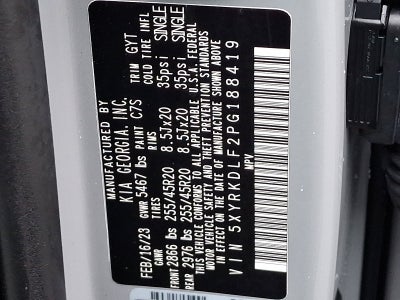 MANUFACTURED BY
KIA GEORGIA, INC.
FEB/16/23 GVWR 5467 lbs PAINT C7S TRIM GYT
GAWR TIRES RIMS COLD TIRE INFL
FRONT 2866 lbs 255/45R20 8.5Jx20 35psi SINGLE
REAR 2976 lbs 255/45R20 8.5Jx20 35psi SINGLE
THIS VEHICLE CONFORMS TO ALL APPLICABLE U.S.A. FEDERAL
MOTOR VEHICLE SAFETY AND THEFT PREVENTION STANDARDS
IN EFFECT ON THE DATE OF MANUFACTURE SHOWN ABOVE.
VIN 5XYRKDLF2PG188419
MPV